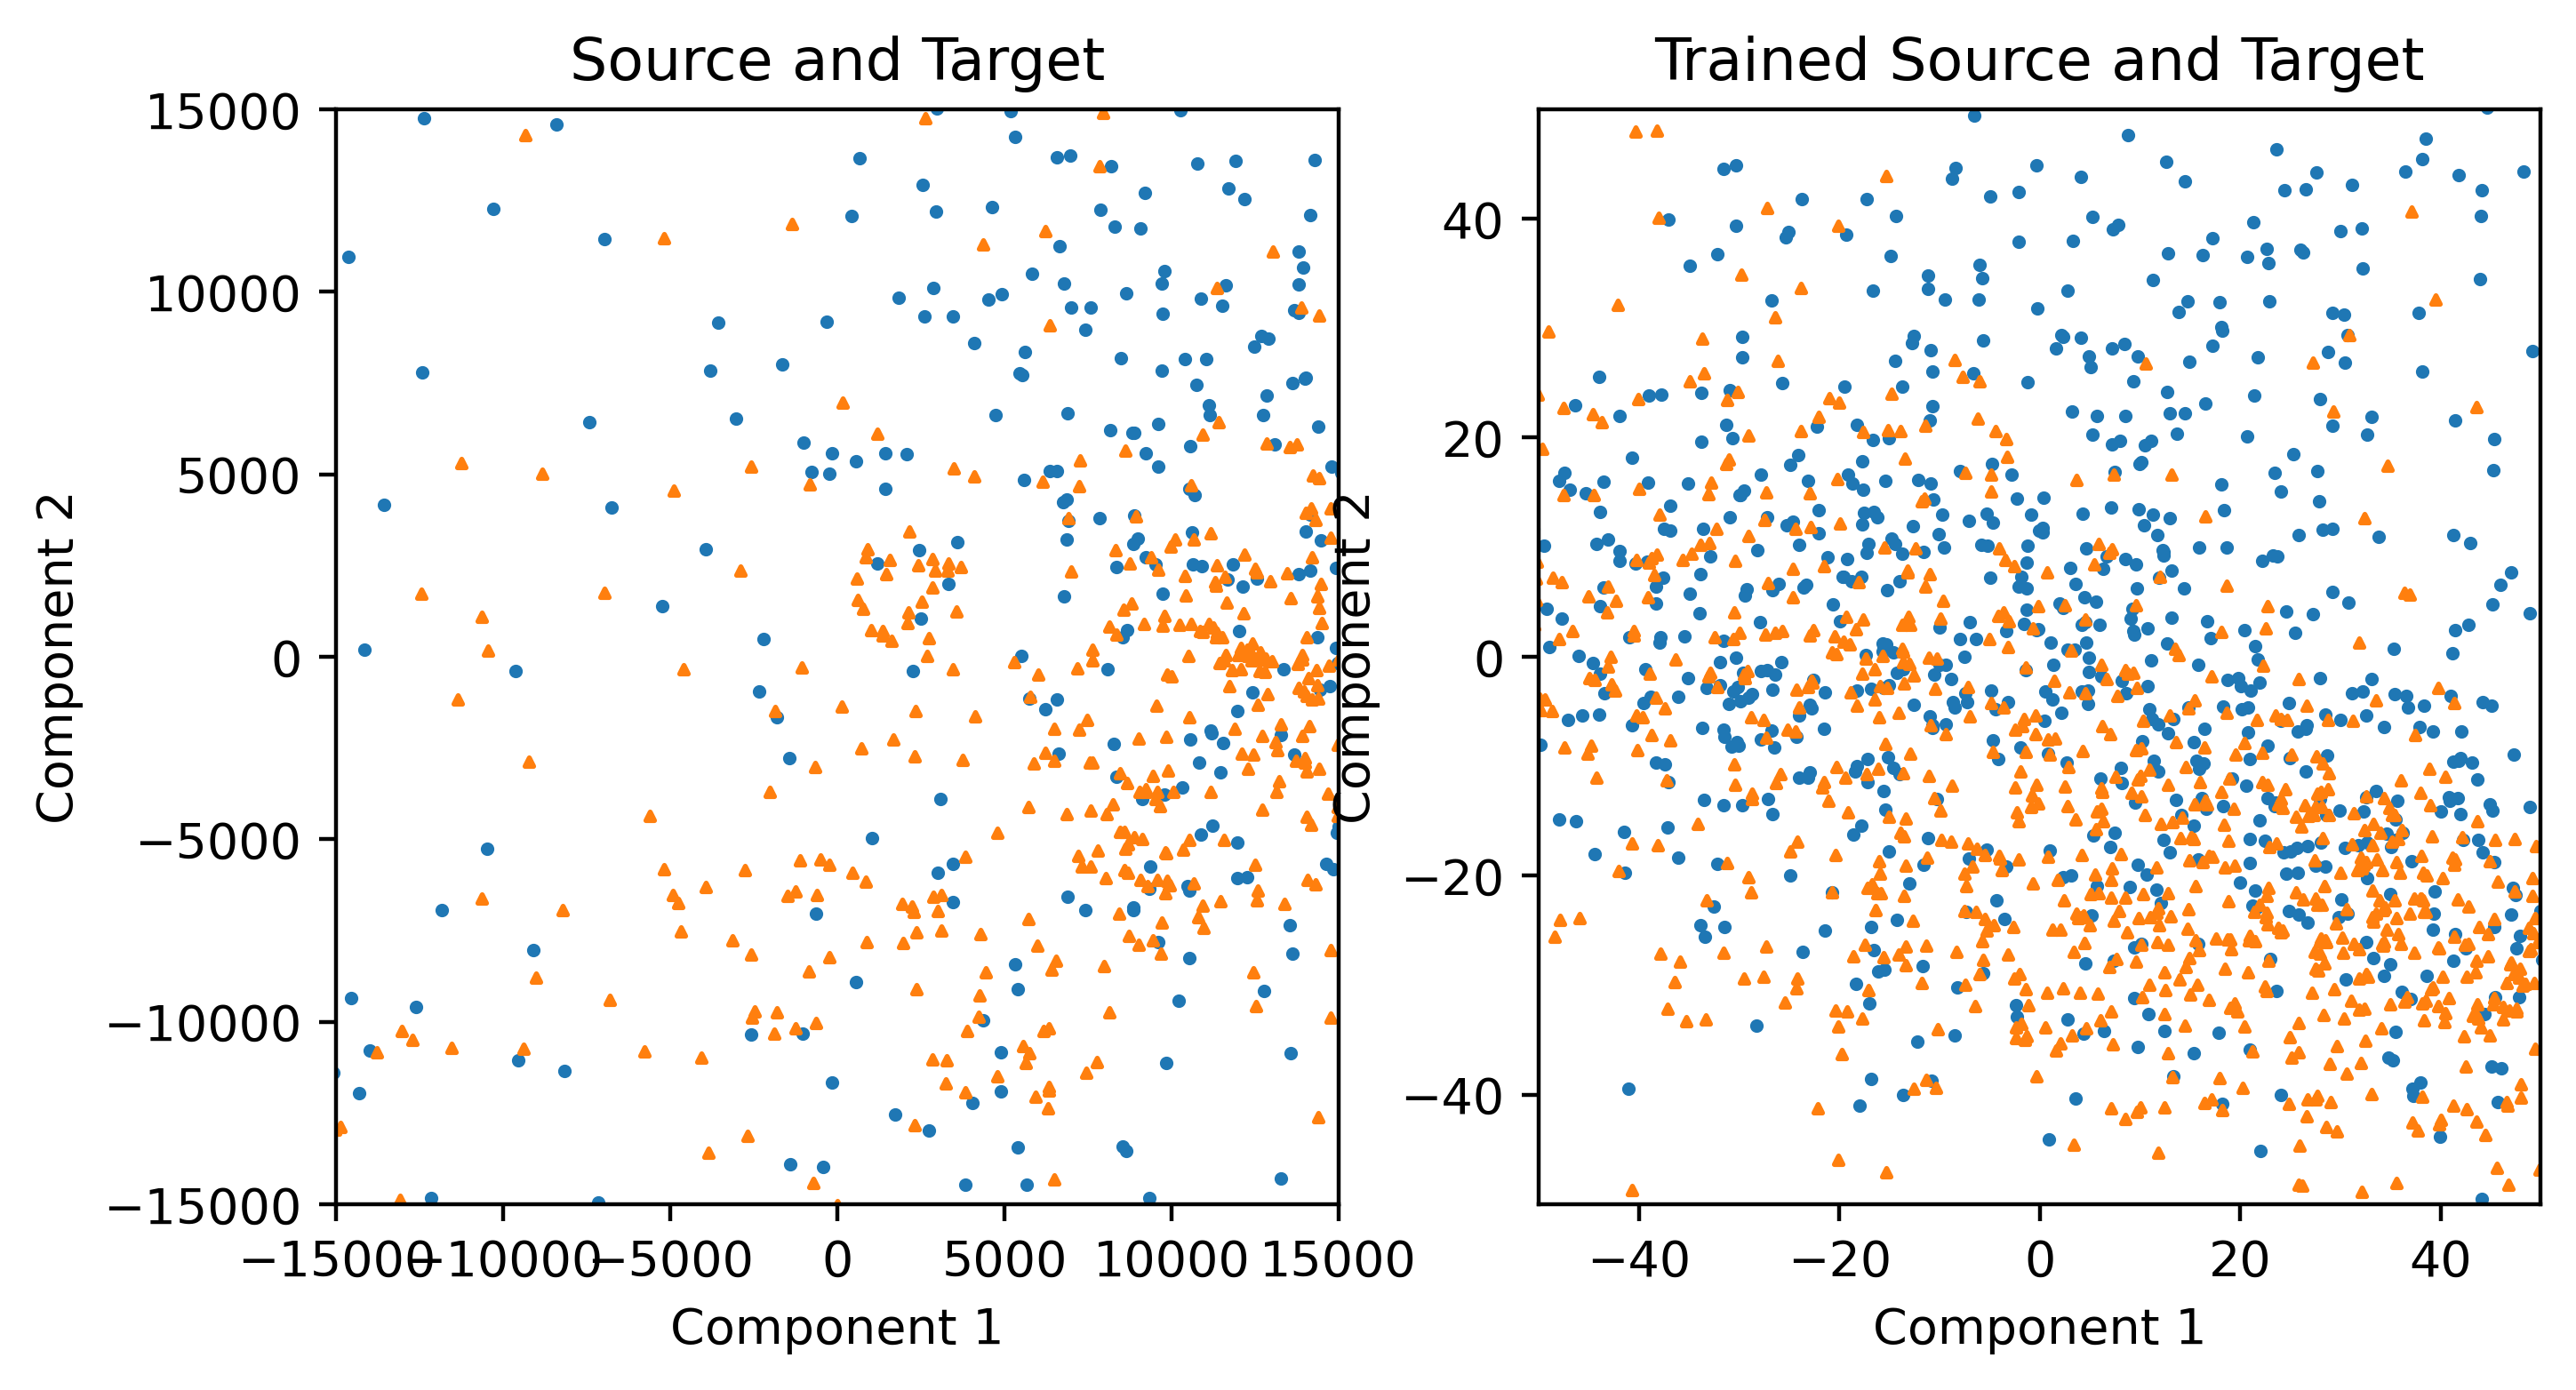 Source and Target
15000
10000
5000
0
−5000
−10000
−15000
Component 2
−15000 −10000 −5000 0 5000 10000 15000
Component 1
Trained Source and Target
40
20
0
−20
−40
Component 2
−40 −20 0 20 40
Component 1